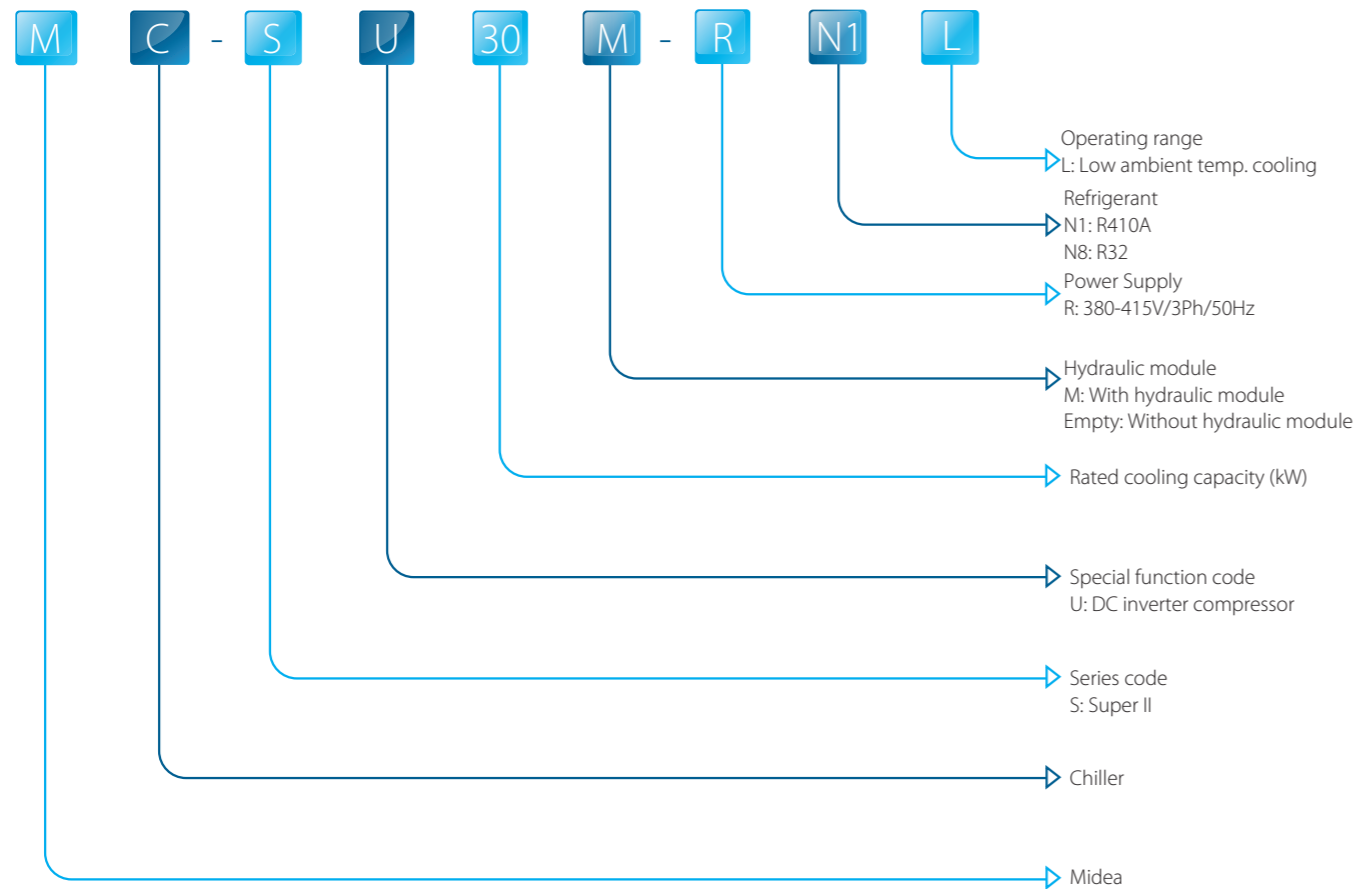 M C - S U 30 M - R N1 L
Operating range
L: Low ambient temp. cooling
Refrigerant
N1: R410A
N8: R32
Power Supply
R: 380-415V/3Ph/50Hz
Hydraulic module
M: With hydraulic module
Empty: Without hydraulic module
Rated cooling capacity (kW)
Special function code
U: DC inverter compressor
Series code
S: Super II
Chiller
Midea